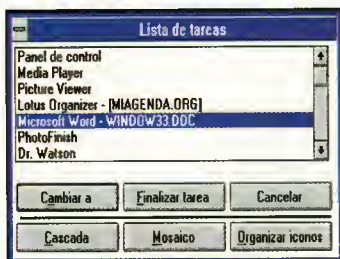 Lista de tareas
Panel de control
Media Player
Picture Viewer
Lotus Organizer - [MIAGENDA.ORG]
Microsoft Word - WINDOW33.DOC
PhotoFinish
Dr. Watson
Cambiar a Finalizar tarea Cancelar
Cascada Mosaico Organizar iconos